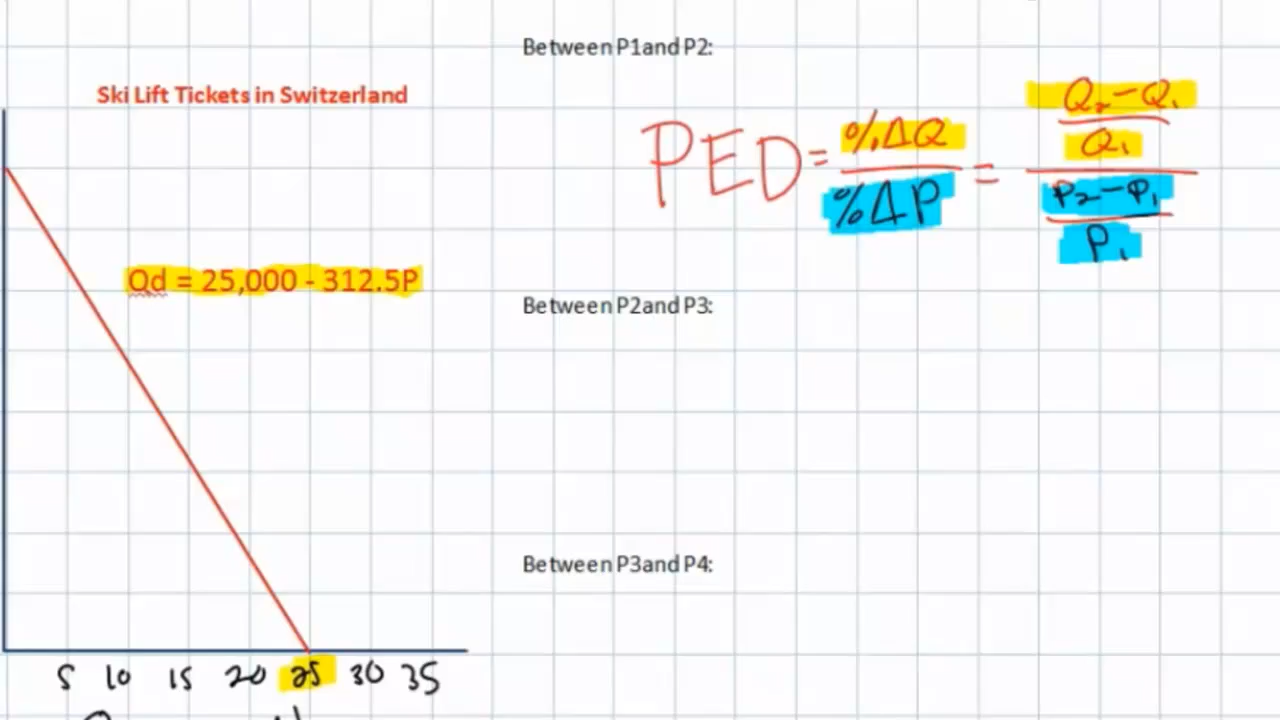 Between P1and P2:
Ski Lift Tickets in Switzerland
PED = %ΔQ / %ΔP = Q₂-Q₁ / Q₁ / P₂-P₁ / P₁
Qd = 25,000 - 312.5P
Between P2and P3:
Between P3and P4:
5 10 15 20 25 30 35